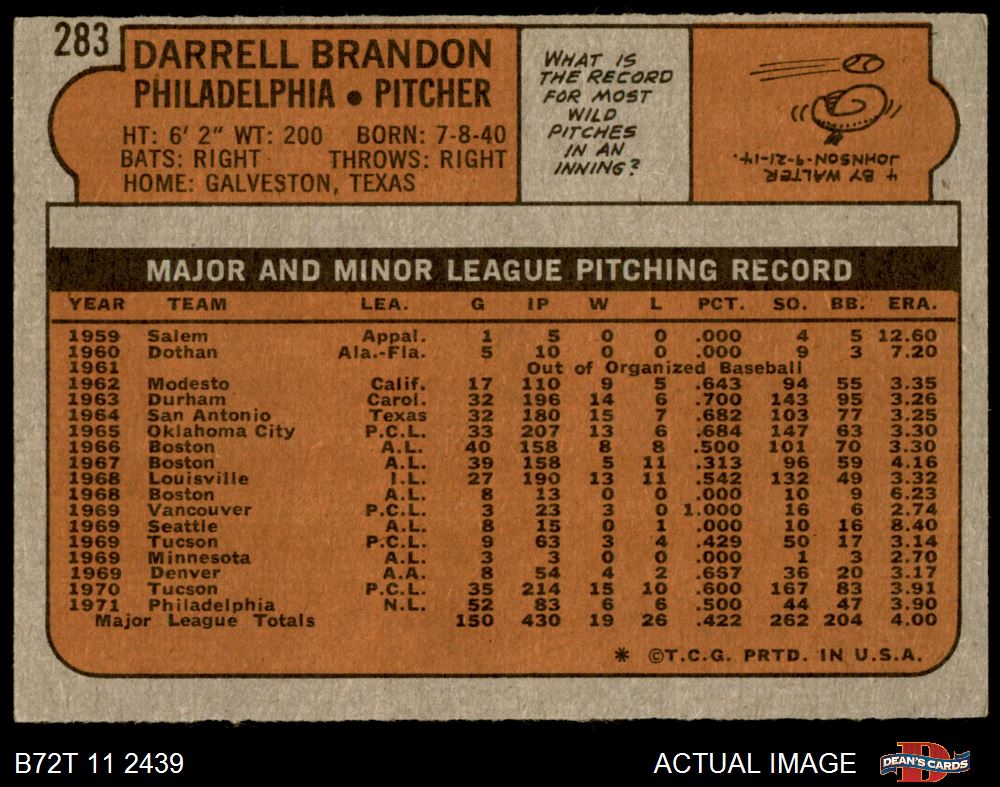 283
DARRELL BRANDON
PHILADELPHIA • PITCHER
HT: 6' 2" WT: 200 BORN: 7-8-40
BATS: RIGHT THROWS: RIGHT
HOME: GALVESTON, TEXAS
WHAT IS
THE RECORD
FOR MOST
WILD
PITCHES
IN AN
INNING?
4 BY WALTER
JOHNSON-9-21-14.
MAJOR AND MINOR LEAGUE PITCHING RECORD
YEAR TEAM LEA. G IP W L PCT. SO. BB. ERA.
1959 Salem Appal. 1 5 0 0 .000 4 5 12.60
1960 Dothan Ala.-Fla. 5 10 0 0 .000 9 3 7.20
1961 Out of Organized Baseball
1962 Modesto Calif. 17 110 9 5 .643 94 55 3.35
1963 Durham Carol. 32 196 14 6 .700 143 95 3.26
1964 San Antonio Texas 32 180 15 7 .682 103 77 3.25
1965 Oklahoma City P.C.L. 33 207 13 6 .684 147 63 3.30
1966 Boston A.L. 40 158 8 8 .500 101 70 3.30
1967 Boston A.L. 39 158 5 11 .313 96 59 4.16
1968 Louisville I.L. 27 190 13 11 .542 132 49 3.32
1968 Boston A.L. 8 13 0 0 .000 10 9 6.23
1969 Vancouver P.C.L. 3 23 3 0 1.000 16 6 2.74
1969 Seattle A.L. 8 15 0 1 .000 10 16 8.40
1969 Tucson P.C.L. 9 63 3 4 .429 50 17 3.14
1969 Minnesota A.L. 3 3 0 0 .000 1 3 2.70
1969 Denver A.A. 8 54 4 2 .667 36 20 3.17
1970 Tucson P.C.L. 35 214 15 10 .600 167 83 3.91
1971 Philadelphia N.L. 52 83 6 6 .500 44 47 3.90
Major League Totals 150 430 19 26 .422 262 204 4.00
* ©T.C.G. PRTD. IN U.S.A.
B72T 11 2439 ACTUAL IMAGE DEAN'S CARDS